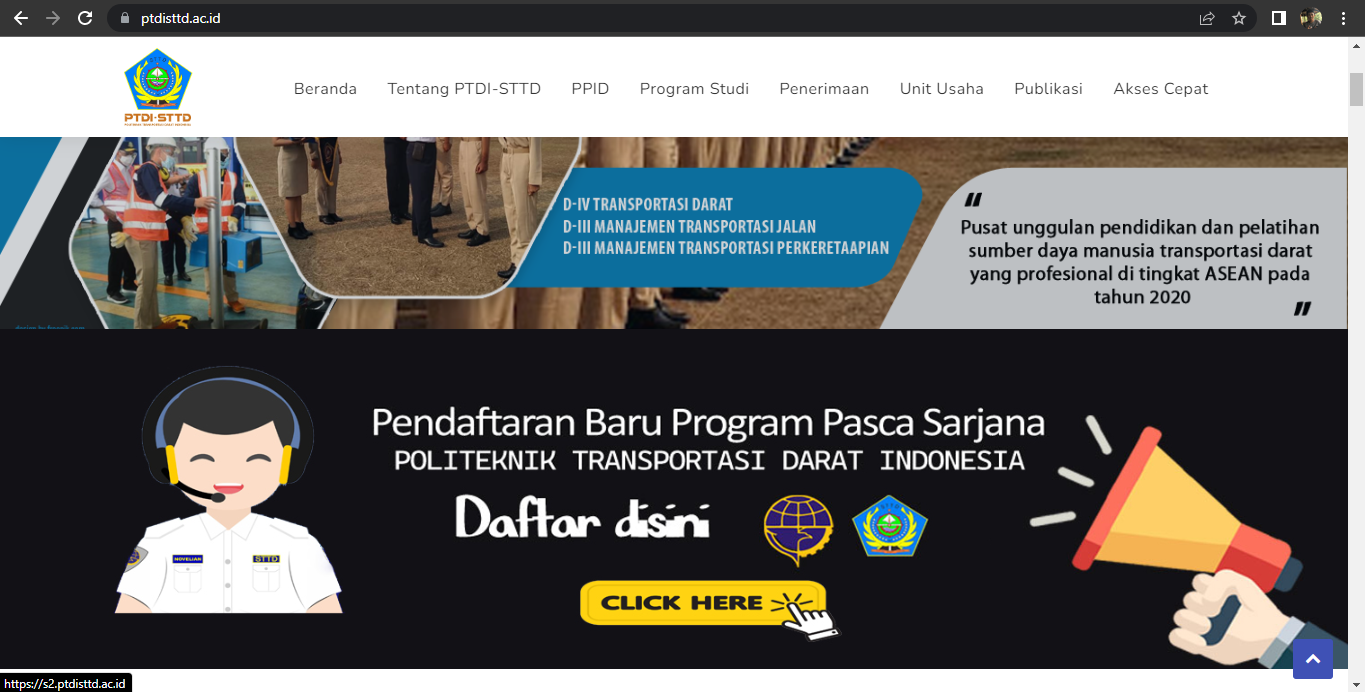 ptdisttd.ac.id
PTDI-STTD
Beranda
Tentang PTDI-STTD
PPID
Program Studi
Penerimaan
Unit Usaha
Publikasi
Akses Cepat
D-IV TRANSPORTASI DARAT
D-III MANAJEMEN TRANSPORTASI JALAN
D-III MANAJEMEN TRANSPORTASI PERKERETAAPIAN
"
Pusat unggulan pendidikan dan pelatihan
sumber daya manusia transportasi darat
yang profesional di tingkat ASEAN pada
tahun 2020
"
Pendaftaran Baru Program Pasca Sarjana
POLITEKNIK TRANSPORTASI DARAT INDONESIA
Daftar disini
NOVELIAN
STTD
CLICK HERE
https://s2.ptdisttd.ac.id